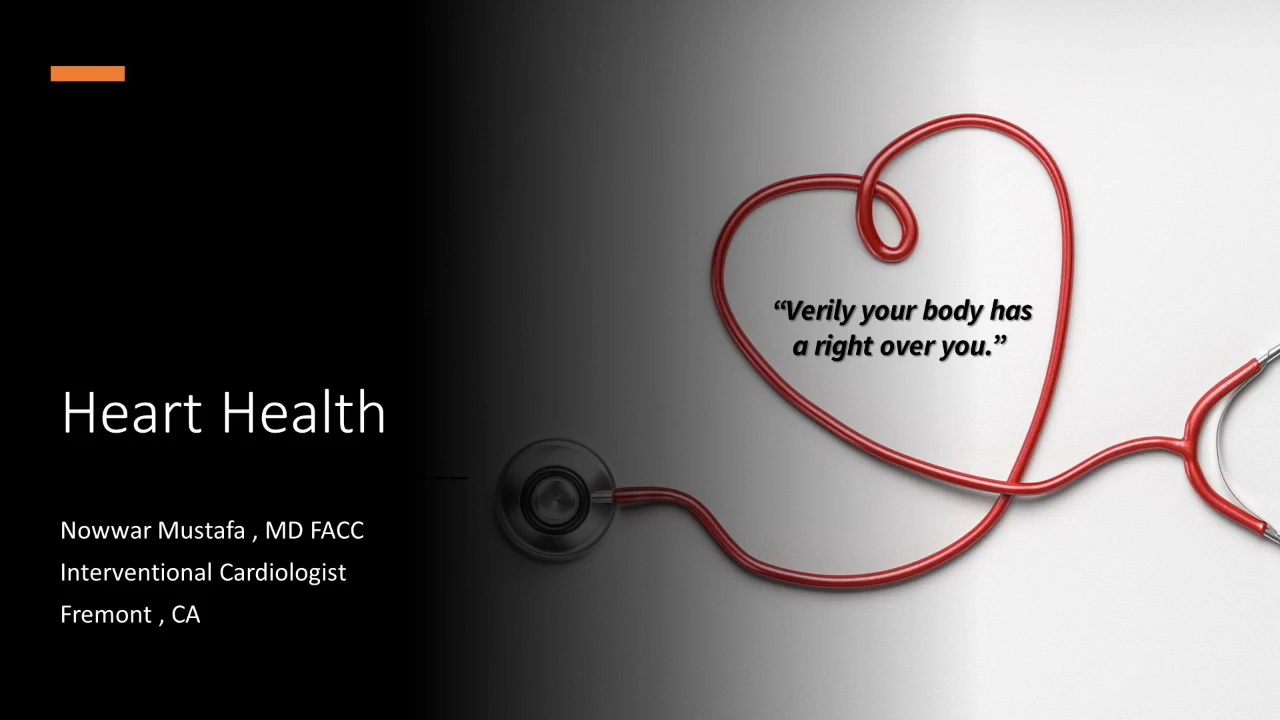 Heart Health
Nowwar Mustafa , MD FACC
Interventional Cardiologist
Fremont , CA
“Verily your body has
a right over you.”